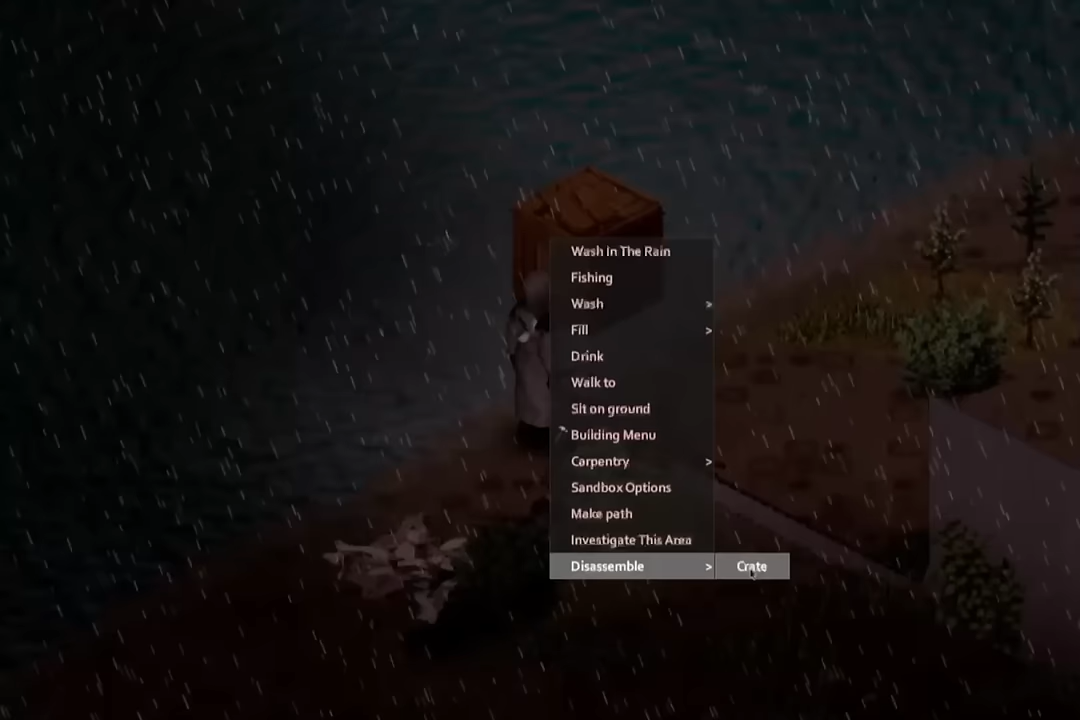 Wash In The Rain
Fishing
Wash >
Fill >
Drink
Walk to
Sit on ground
Building Menu
Carpentry >
Sandbox Options
Make path
Investigate This Area
Disassemble > Crate